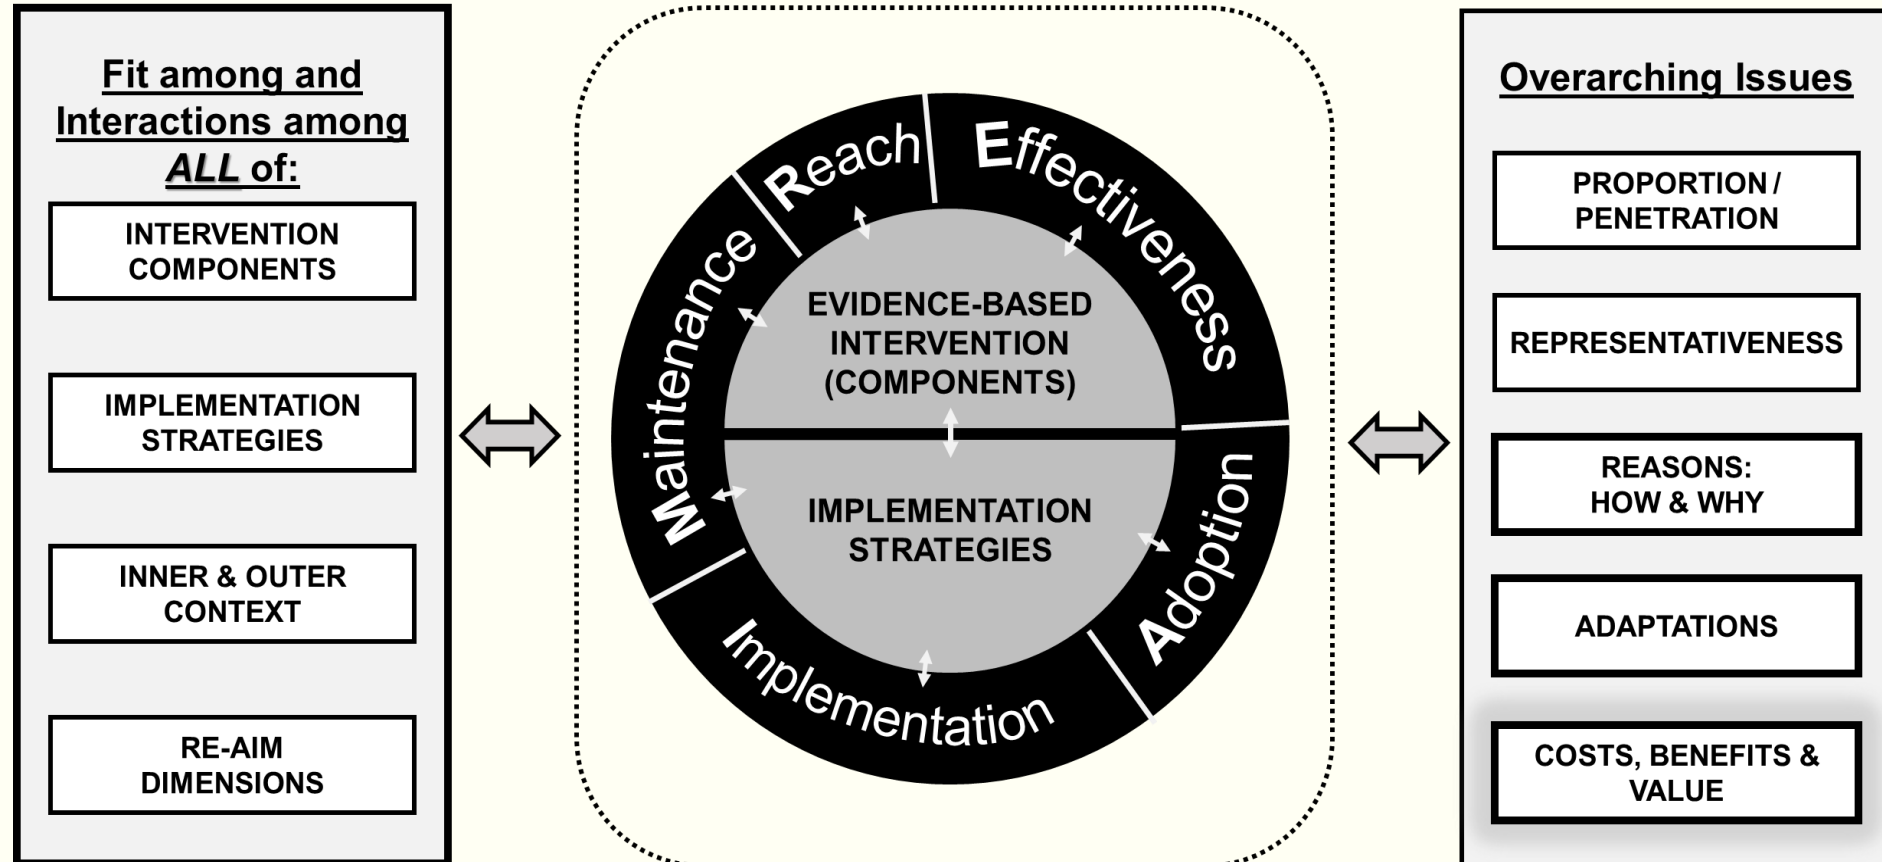 Fit among and
Interactions among
ALL of:
INTERVENTION
COMPONENTS
IMPLEMENTATION
STRATEGIES
INNER & OUTER
CONTEXT
RE-AIM
DIMENSIONS
Reach
Effectiveness
Adoption
Implementation
Maintenance
EVIDENCE-BASED
INTERVENTION
(COMPONENTS)
IMPLEMENTATION
STRATEGIES
Overarching Issues
PROPORTION /
PENETRATION
REPRESENTATIVENESS
REASONS:
HOW & WHY
ADAPTATIONS
COSTS, BENEFITS &
VALUE